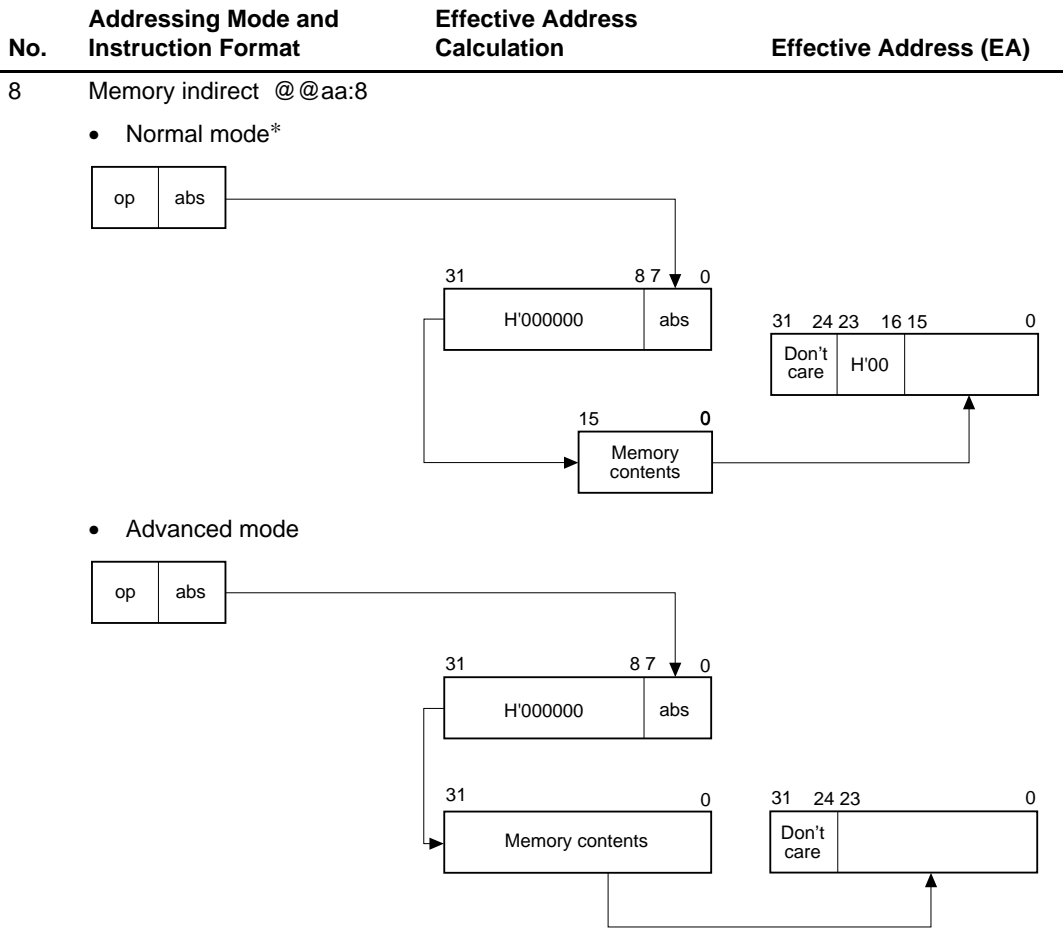 No. Addressing Mode and Instruction Format Effective Address Calculation Effective Address (EA)
8 Memory indirect @@aa:8
• Normal mode*
op abs
31 8 7 0
H'000000 abs
31 24 23 16 15 0
Don't care H'00
15 0
Memory contents
• Advanced mode
op abs
31 8 7 0
H'000000 abs
31 0
Memory contents
31 24 23 0
Don't care